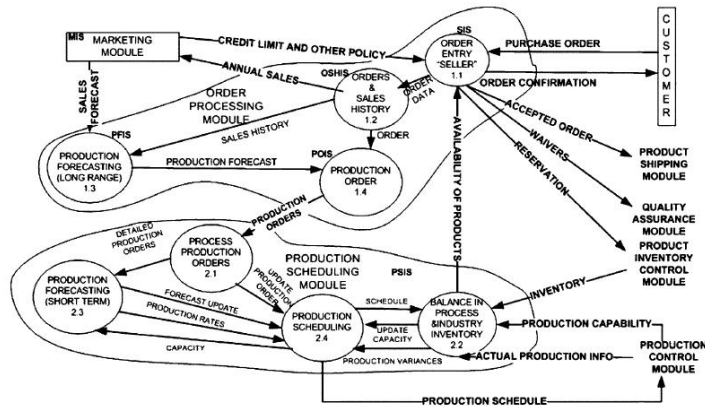 MIS
MARKETING
MODULE
CREDIT LIMIT AND OTHER POLICY
SIS
ORDER
ENTRY
"SELLER"
1.1
PURCHASE ORDER
CUSTOMER
ORDER CONFIRMATION
ANNUAL SALES
OSHIS
ORDERS
&
SALES
HISTORY
1.2
ORDER
DATA
SALES
FORECAST
ORDER
PROCESSING
MODULE
ACCEPTED ORDER
WAIVERS
RESERVATION
PFIS
SALES HISTORY
ORDER
AVAILABILITY OF PRODUCTS
PRODUCT
SHIPPING
MODULE
PRODUCTION
FORECASTING
(LONG RANGE)
1.3
PRODUCTION FORECAST
POIS
PRODUCTION
ORDER
1.4
QUALITY
ASSURANCE
MODULE
PRODUCT
INVENTORY
CONTROL
MODULE
PRODUCTION
ORDERS
DETAILED
PRODUCTION
ORDERS
PROCESS
PRODUCTION
ORDERS
2.1
UPDATE
PRODUCTION
ORDER
PRODUCTION
SCHEDULING
MODULE
PSIS
INVENTORY
PRODUCTION
FORECASTING
(SHORT TERM)
2.3
FORECAST UPDATE
PRODUCTION RATES
CAPACITY
PRODUCTION
SCHEDULING
2.4
SCHEDULE
UPDATE
CAPACITY
PRODUCTION VARIANCES
BALANCE IN
PROCESS
&INDUSTRY
INVENTORY
2.2
PRODUCTION CAPABILITY
ACTUAL PRODUCTION INFO
PRODUCTION
CONTROL
MODULE
PRODUCTION SCHEDULE